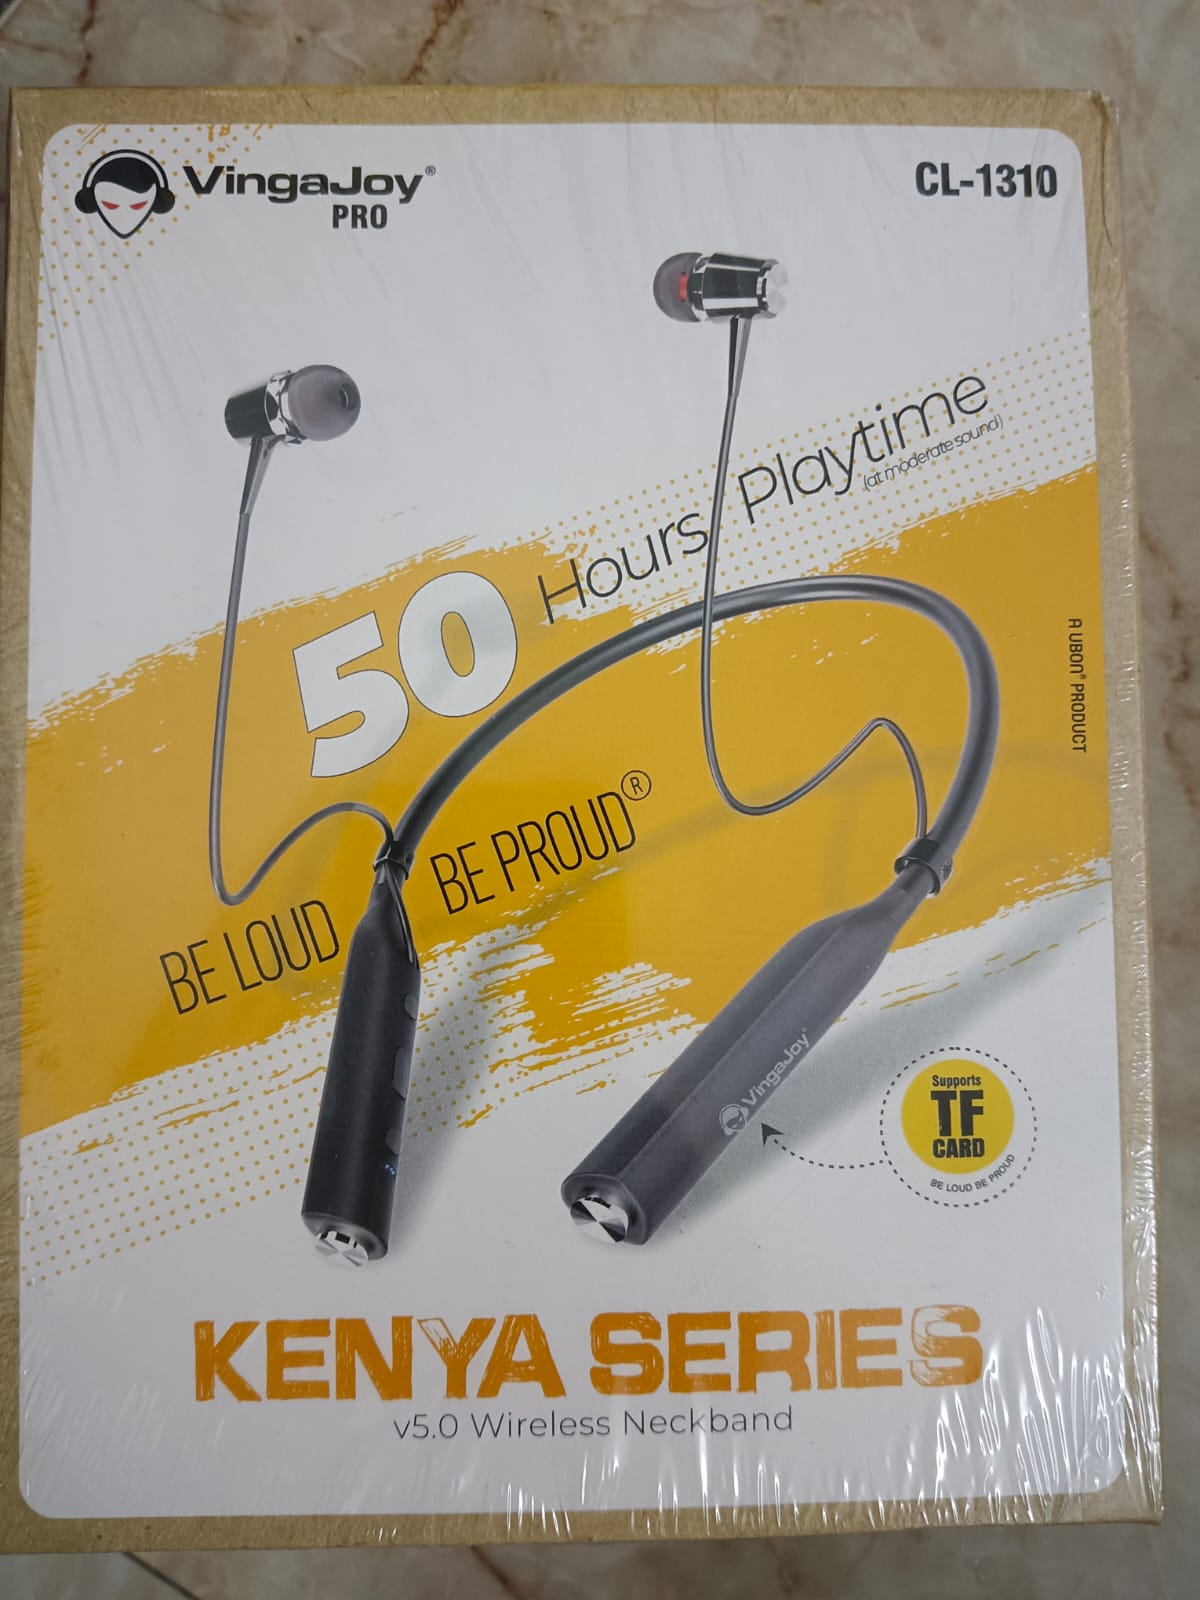 VingaJoy®
PRO
CL-1310
50 Hours Playtime
(at moderate sound)
A UBON® PRODUCT
BE LOUD BE PROUD®
VingaJoy®
Supports
TF
CARD
BE LOUD BE PROUD
KENYA SERIES
v5.0 Wireless Neckband